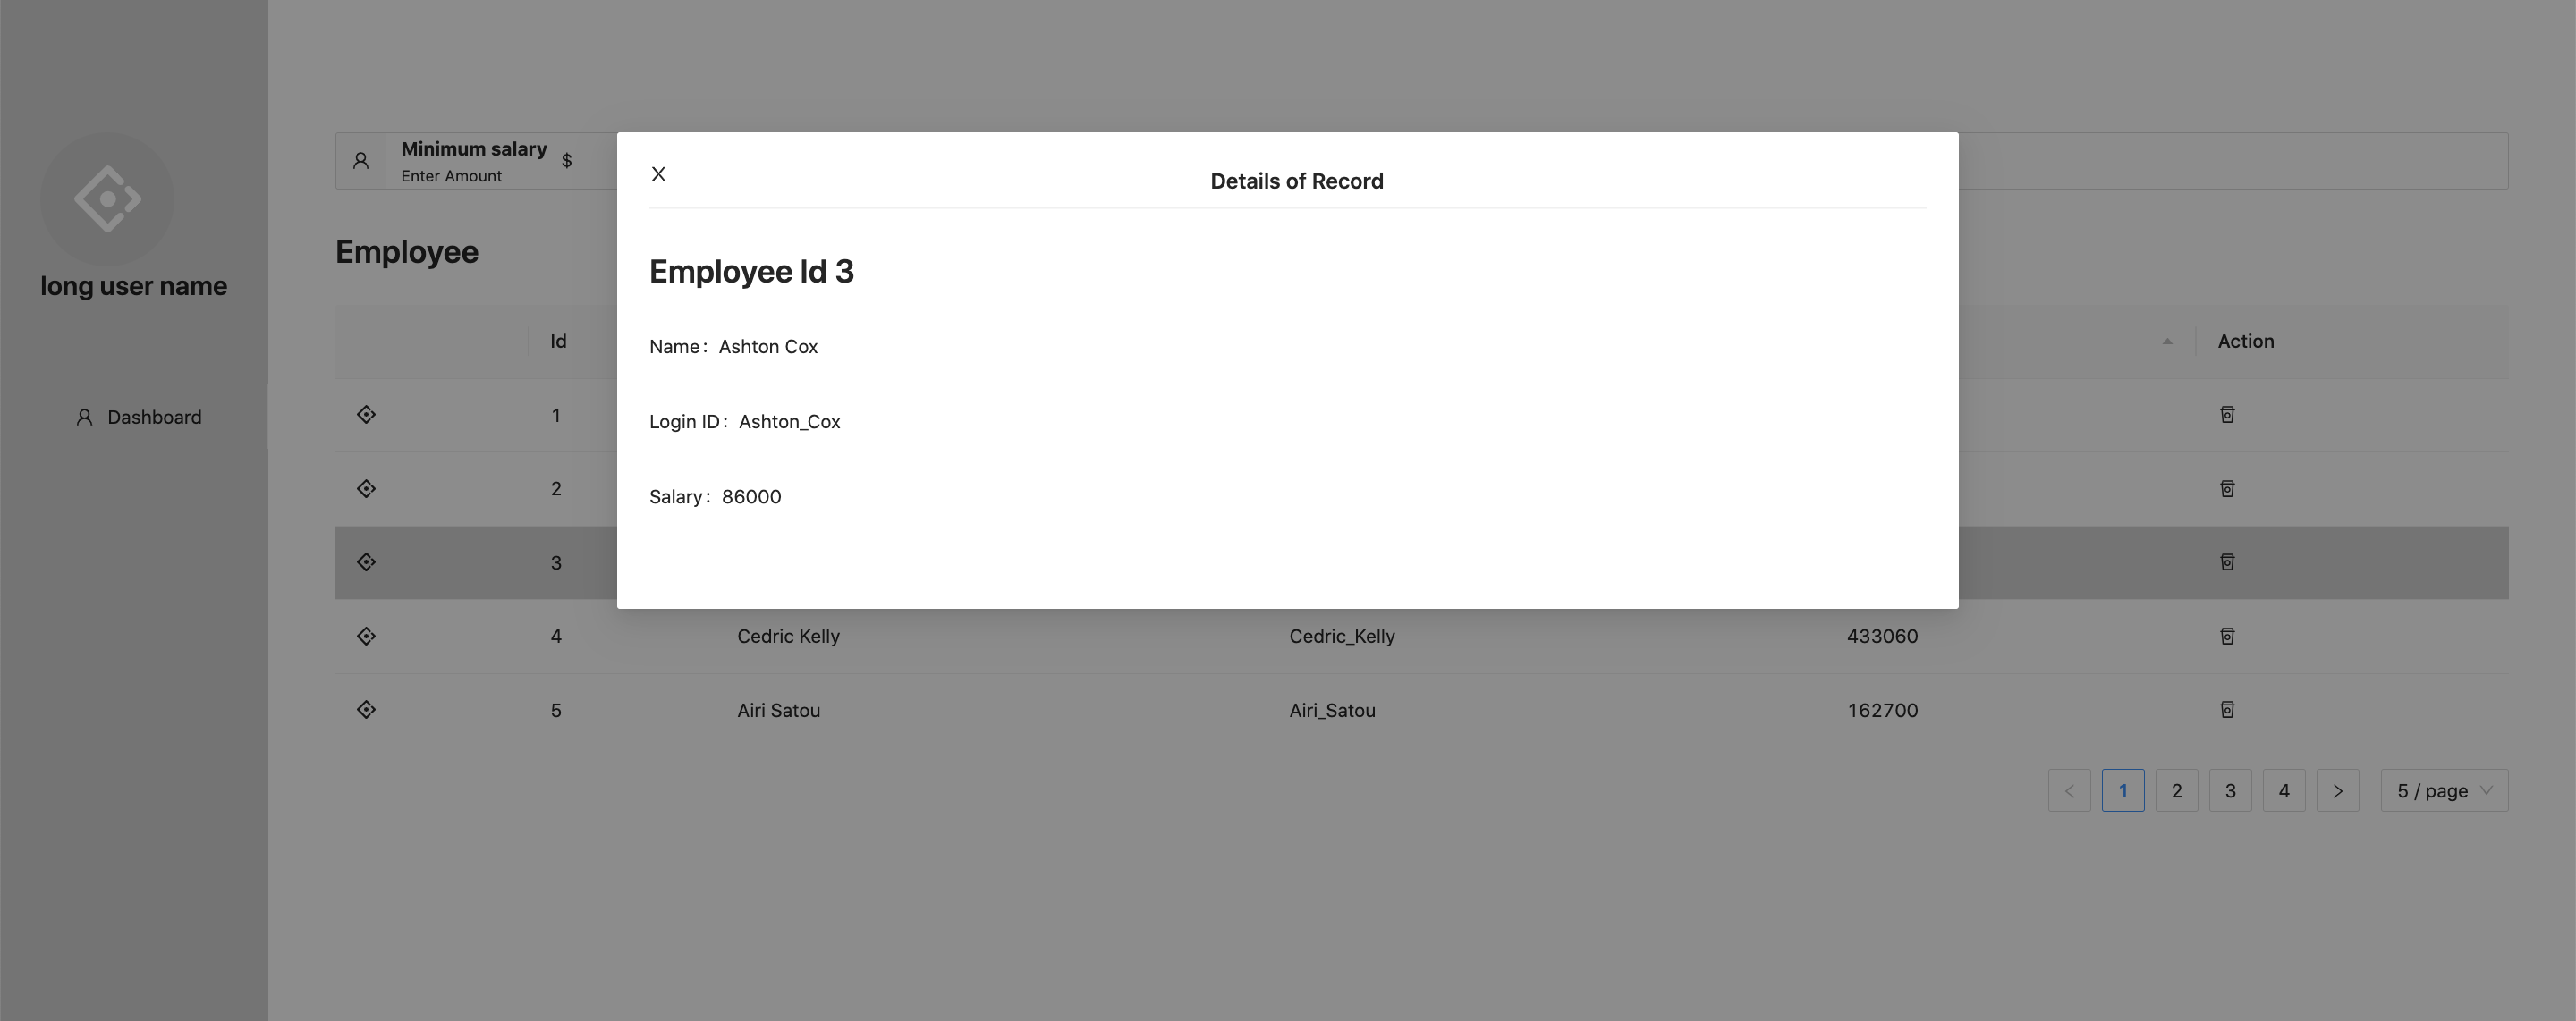 long user name
Dashboard
Minimum salary
Enter Amount
$
Employee
Id
Action
1
2
3
4 Cedric Kelly Cedric_Kelly 433060
5 Airi Satou Airi_Satou 162700
1 2 3 4 5 / page
X
Details of Record
Employee Id 3
Name: Ashton Cox
Login ID: Ashton_Cox
Salary: 86000